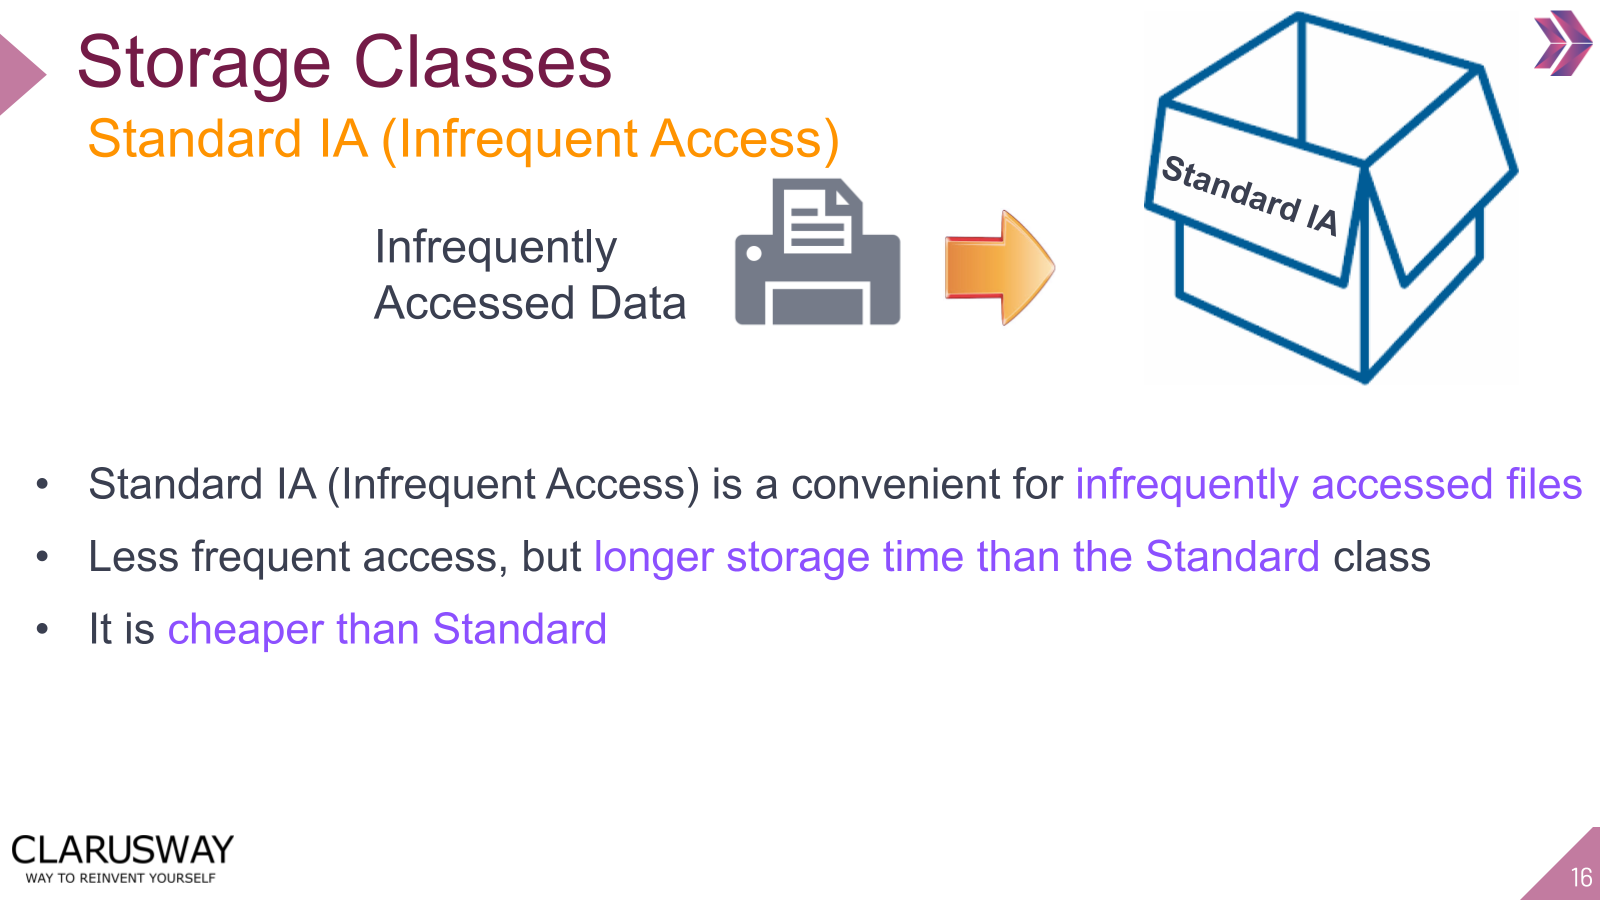 Storage Classes
Standard IA (Infrequent Access)
Infrequently
Accessed Data
Standard IA
• Standard IA (Infrequent Access) is a convenient for infrequently accessed files
• Less frequent access, but longer storage time than the Standard class
• It is cheaper than Standard
CLARUSWAY
WAY TO REINVENT YOURSELF
16